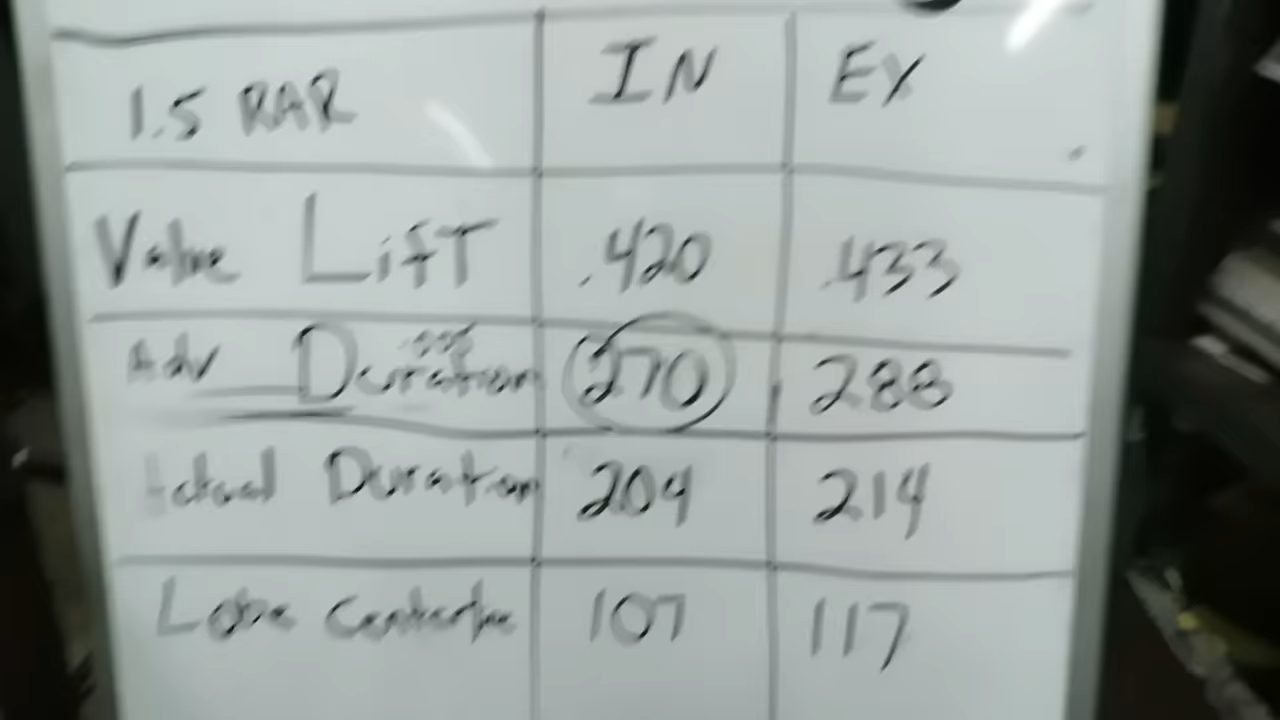 1.5 RAR IN EX
Valve Lift .420 .433
Adv Duration 270 288
Actual Duration 204 214
Lobe 107 117